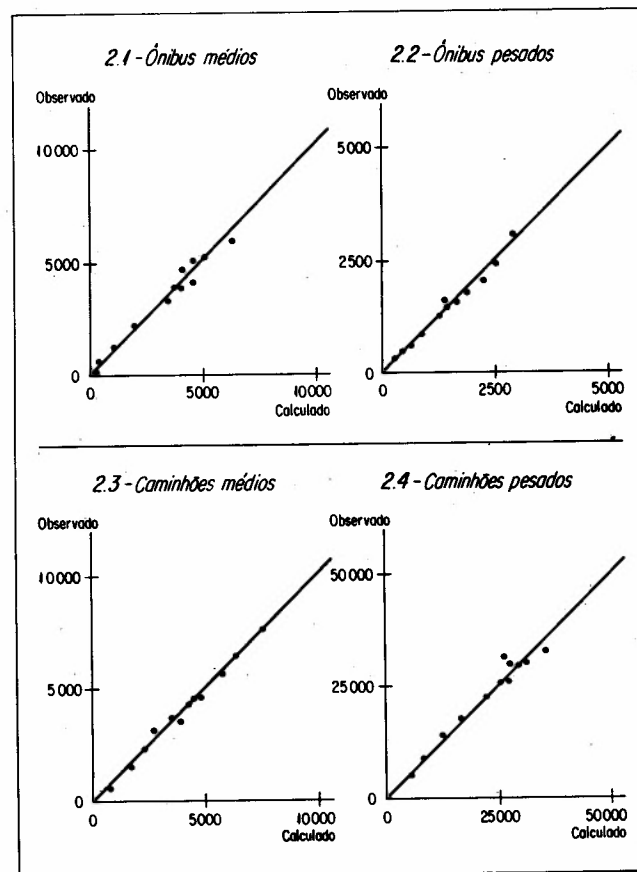 2.1 - Ônibus médios
Observado
10000
5000
0
0 5000 10000
Calculado
2.2 - Ônibus pesados
Observado
5000
2500
0
0 2500 5000
Calculado
2.3 - Caminhões médios
Observado
10000
5000
0
0 5000 10000
Calculado
2.4 - Caminhões pesados
Observado
50000
25000
0
0 25000 50000
Calculado